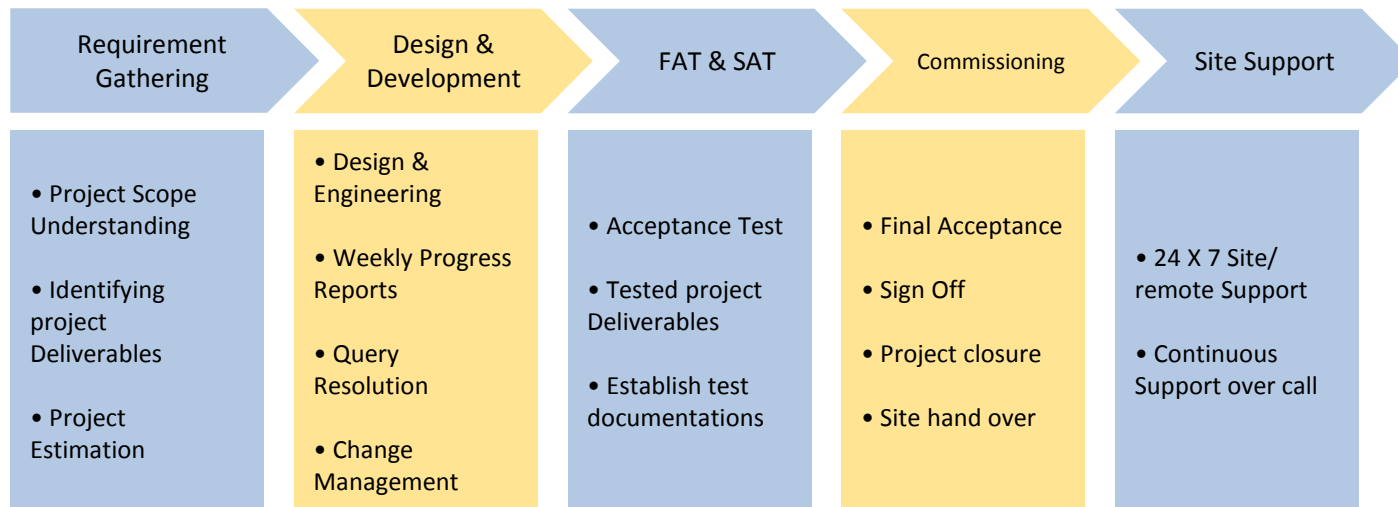 Requirement
Gathering
Design &
Development
FAT & SAT
Commissioning
Site Support
• Project Scope
Understanding
• Identifying
project
Deliverables
• Project
Estimation
• Design &
Engineering
• Weekly Progress
Reports
• Query
Resolution
• Change
Management
• Acceptance Test
• Tested project
Deliverables
• Establish test
documentations
• Final Acceptance
• Sign Off
• Project closure
• Site hand over
• 24 X 7 Site/
remote Support
• Continuous
Support over call